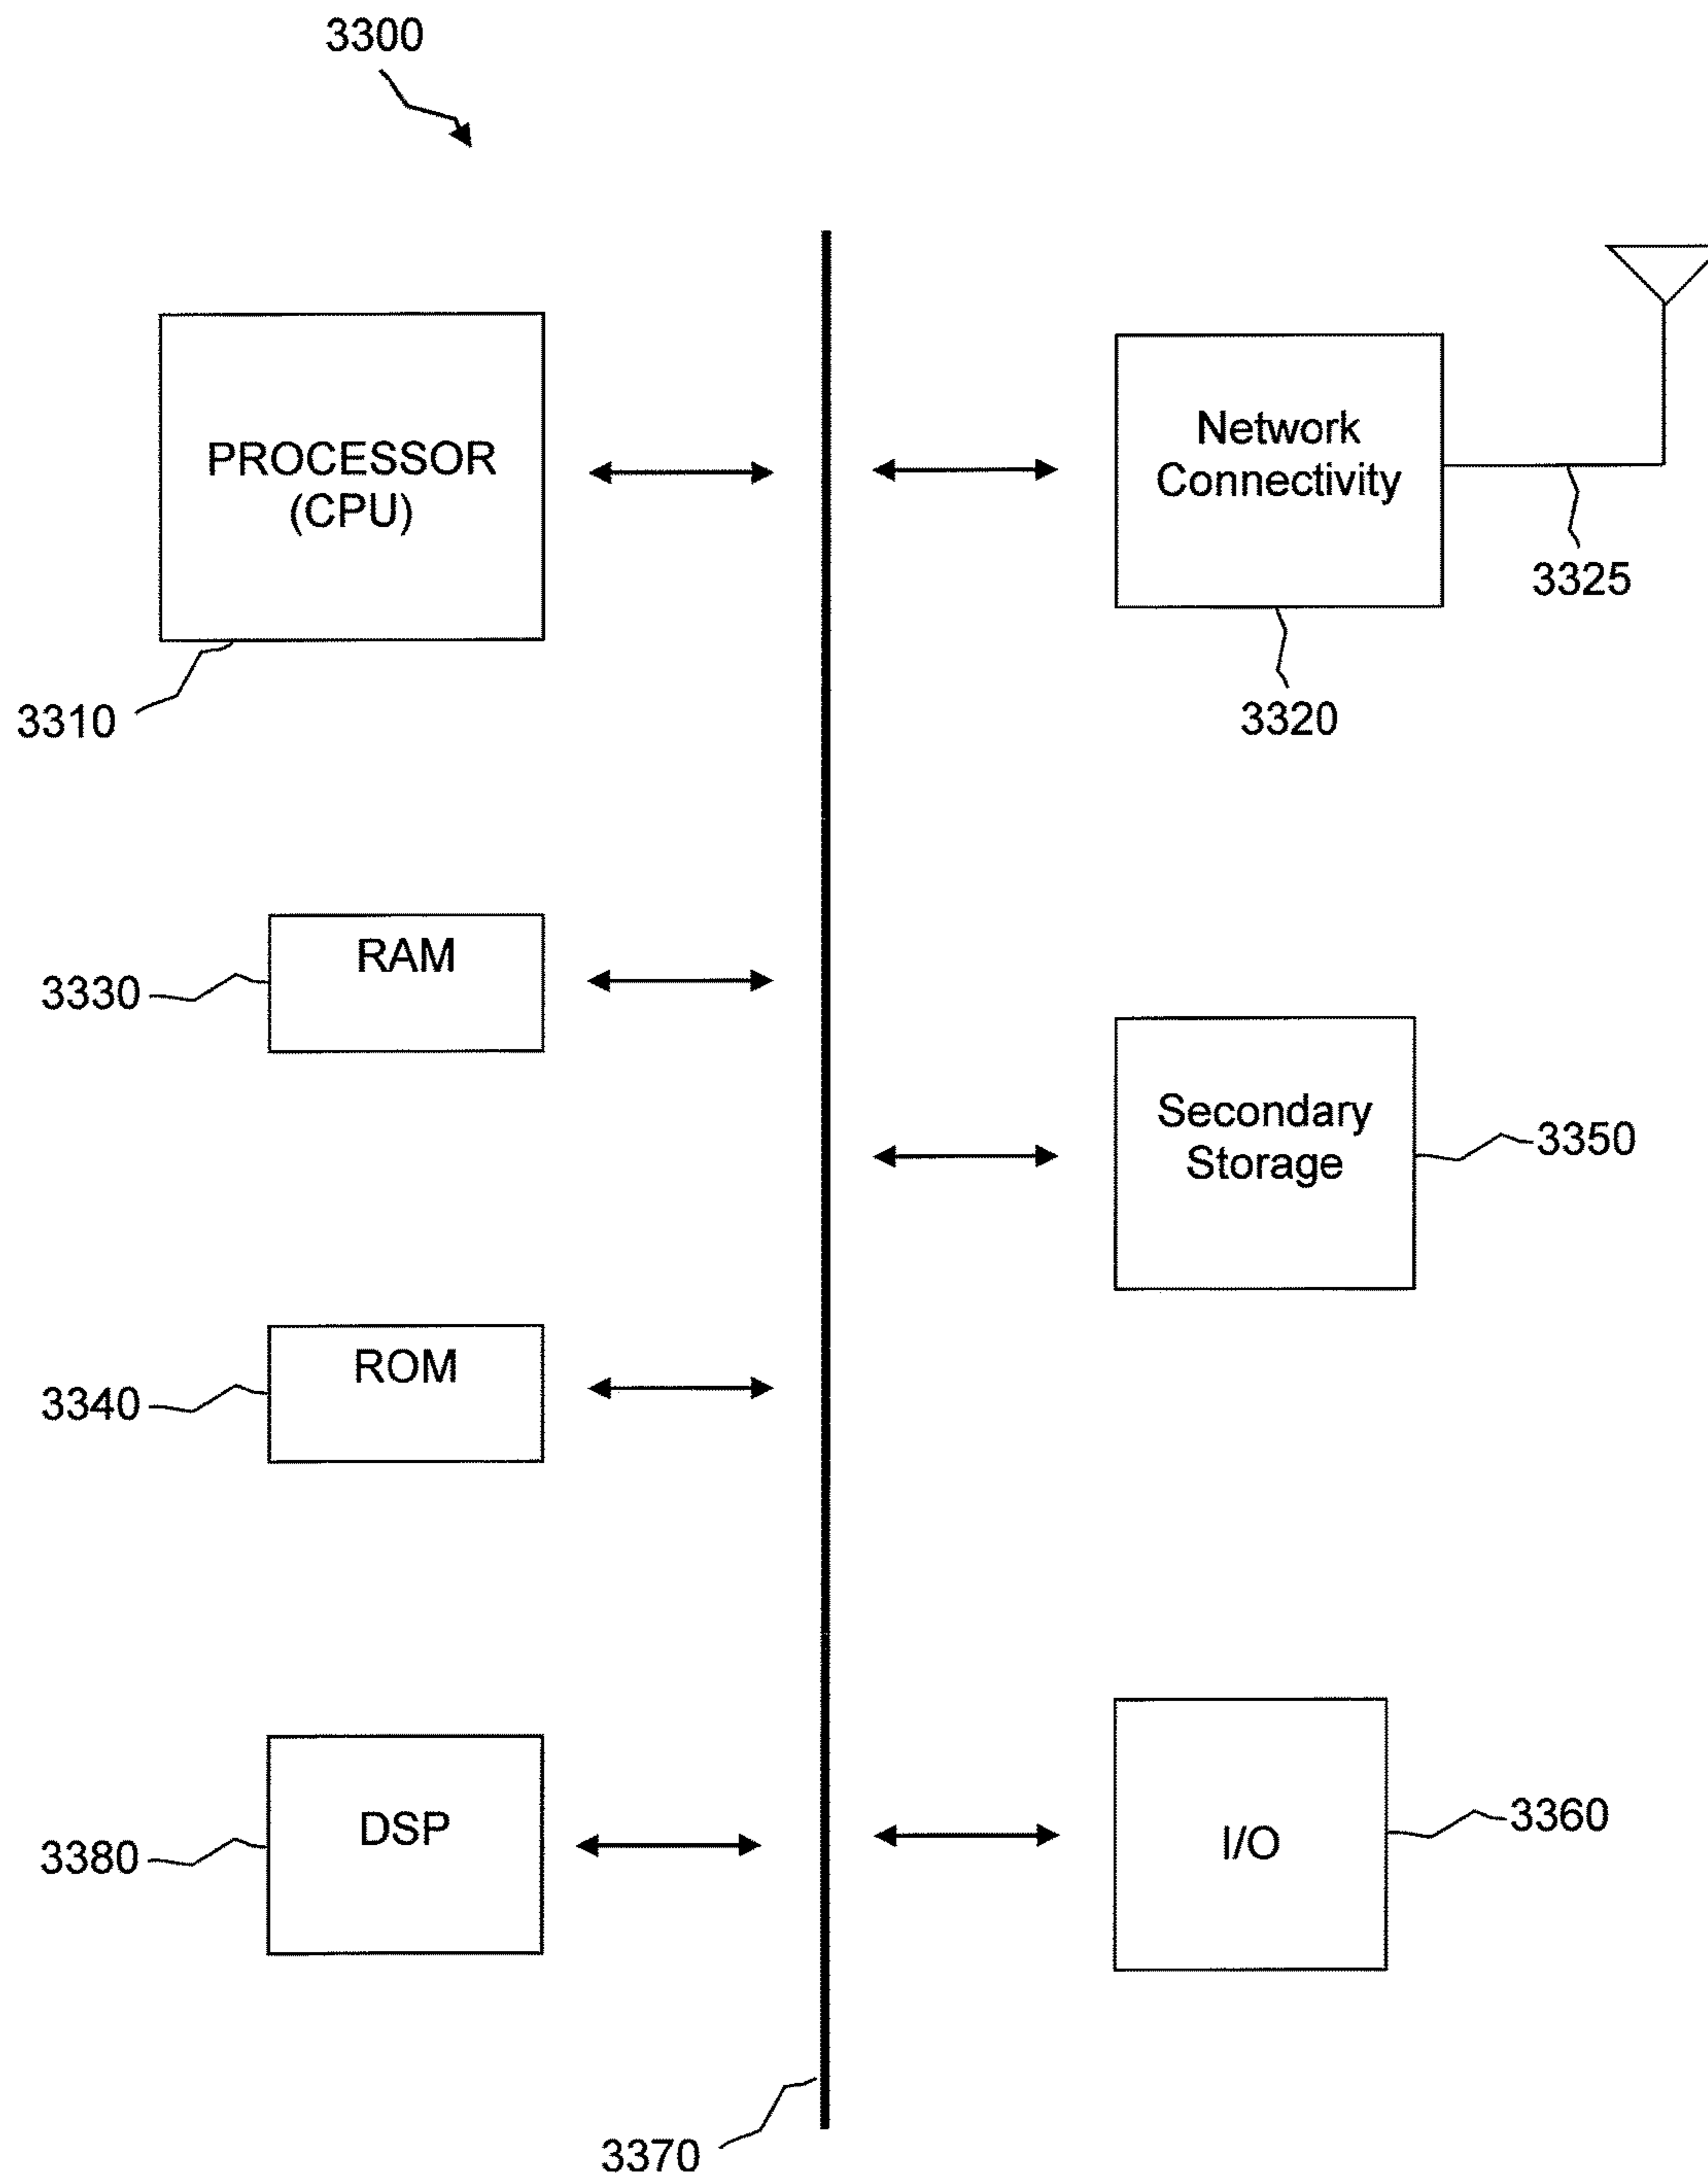 3300
PROCESSOR
(CPU)
3310
Network
Connectivity
3325
3320
RAM
3330
Secondary
Storage
3350
ROM
3340
DSP
3380
I/O
3360
3370